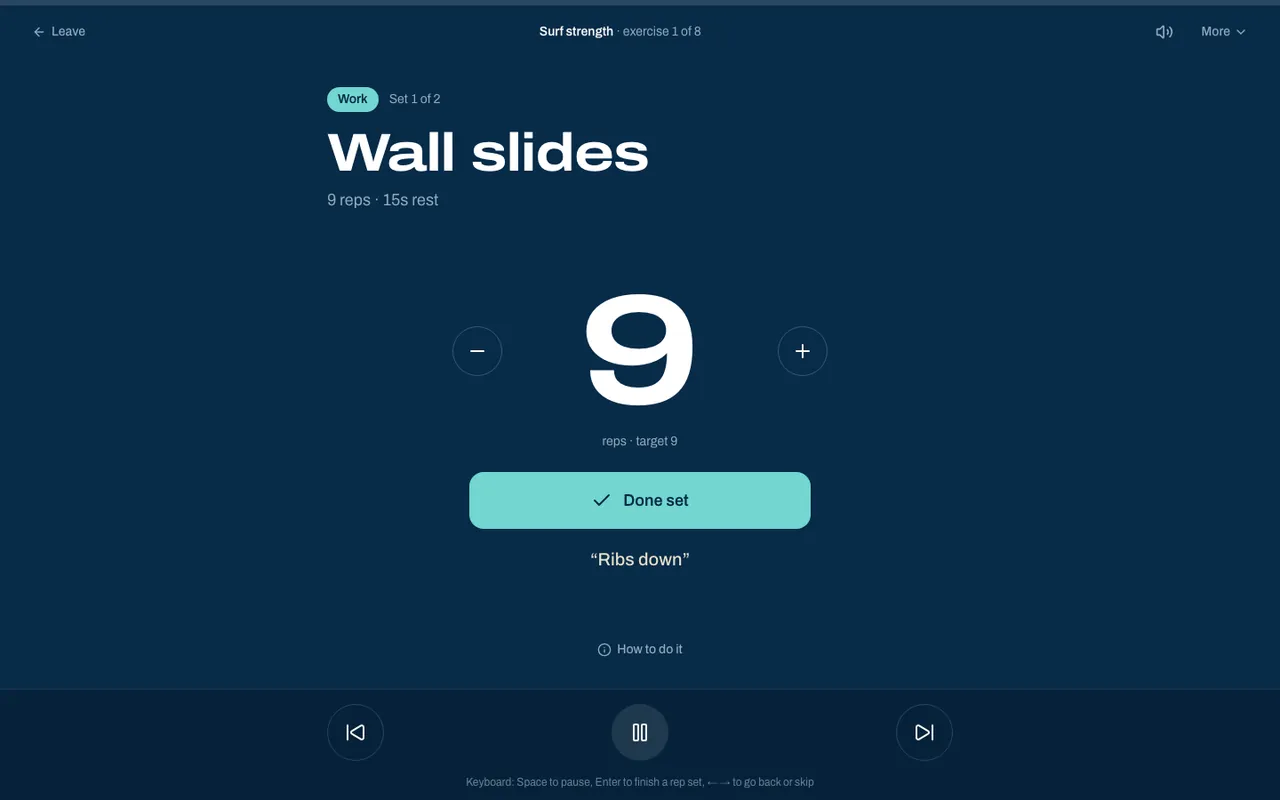 Leave
Surf strength · exercise 1 of 8
More
Work
Set 1 of 2
Wall slides
9 reps · 15s rest
9
reps · target 9
Done set
“Ribs down”
How to do it
Keyboard: Space to pause, Enter to finish a rep set, ← → to go back or skip